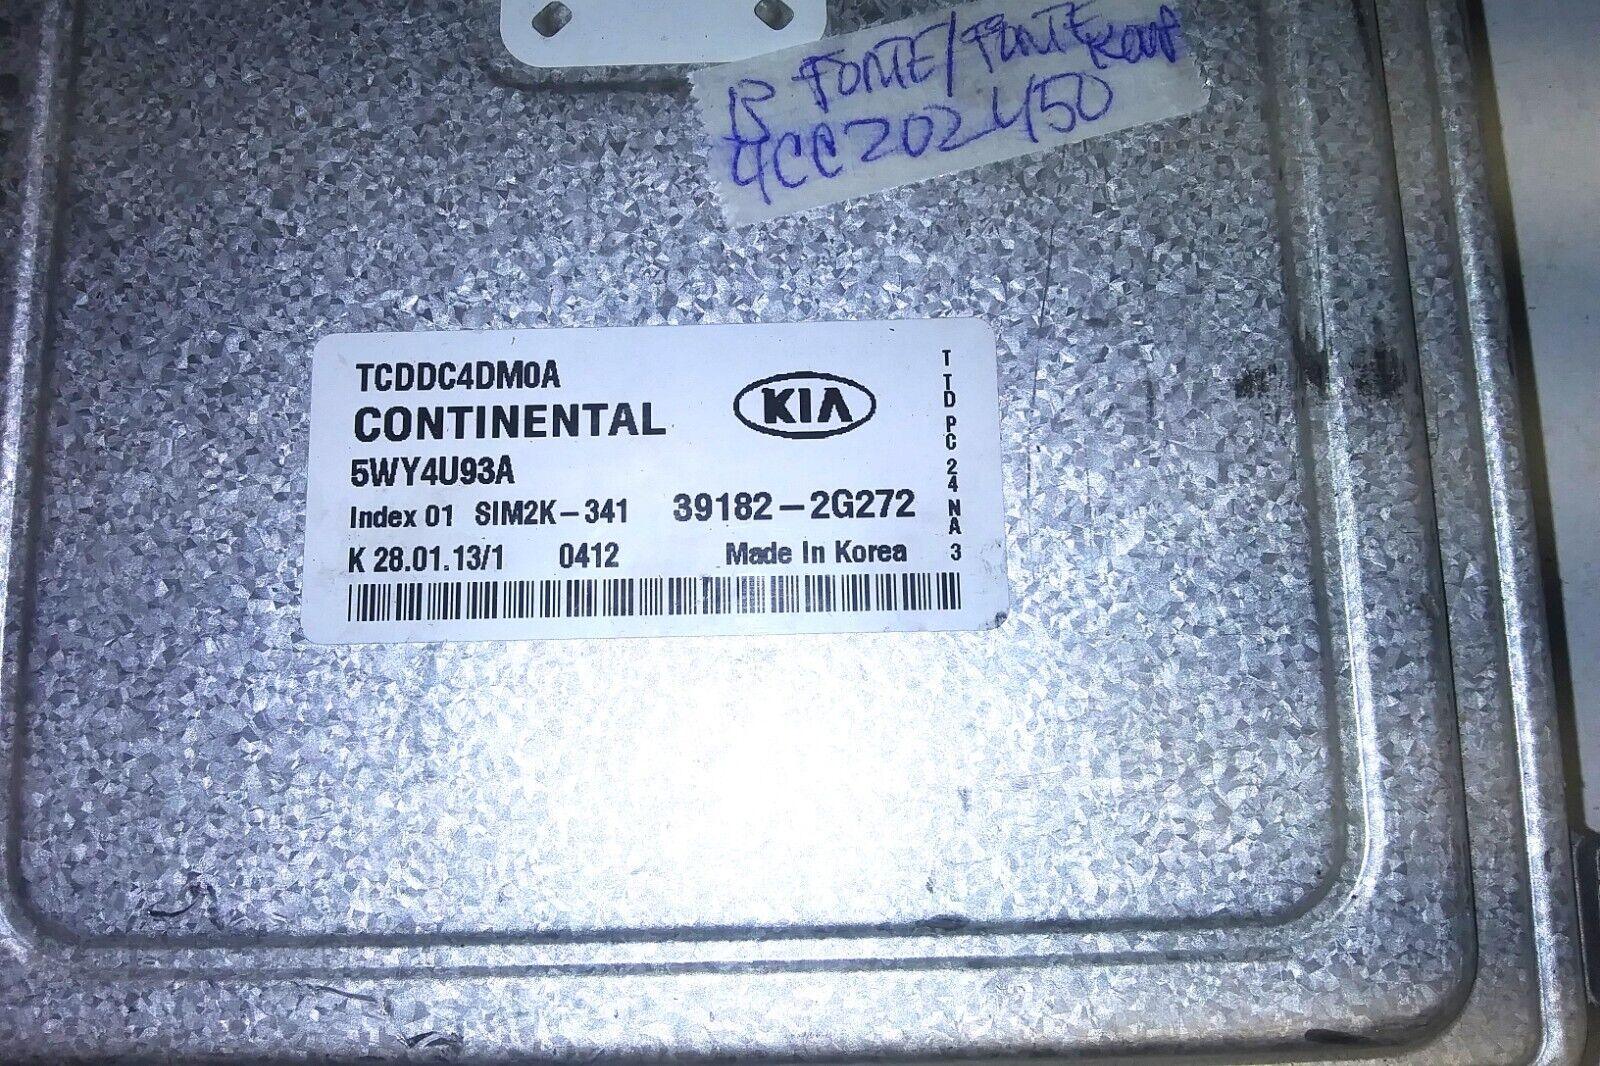 13 FORTE/FORTE KOUP
4CC202450
TCDDC4DM0A
CONTINENTAL
KIA
5WY4U93A
Index 01 SIM2K-341 39182-2G272
K 28.01.13/1 0412 Made In Korea
T TD PC 24 NA 3